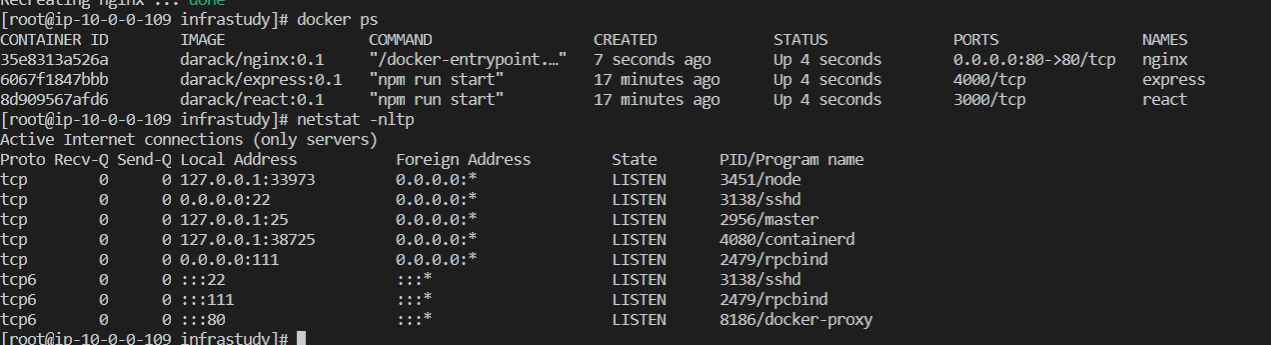 Recreating nginx ... done
[root@ip-10-0-0-109 infrastudy]# docker ps
CONTAINER ID IMAGE COMMAND CREATED STATUS PORTS NAMES
35e8313a526a darack/nginx:0.1 "/docker-entrypoint.…" 7 seconds ago Up 4 seconds 0.0.0.0:80->80/tcp nginx
6067f1847bbb darack/express:0.1 "npm run start" 17 minutes ago Up 4 seconds 4000/tcp express
8d909567afd6 darack/react:0.1 "npm run start" 17 minutes ago Up 4 seconds 3000/tcp react
[root@ip-10-0-0-109 infrastudy]# netstat -nltp
Active Internet connections (only servers)
Proto Recv-Q Send-Q Local Address Foreign Address State PID/Program name
tcp 0 0 127.0.0.1:33973 0.0.0.0:* LISTEN 3451/node
tcp 0 0 0.0.0.0:22 0.0.0.0:* LISTEN 3138/sshd
tcp 0 0 127.0.0.1:25 0.0.0.0:* LISTEN 2956/master
tcp 0 0 127.0.0.1:38725 0.0.0.0:* LISTEN 4080/containerd
tcp 0 0 0.0.0.0:111 0.0.0.0:* LISTEN 2479/rpcbind
tcp6 0 0 :::22 :::* LISTEN 3138/sshd
tcp6 0 0 :::111 :::* LISTEN 2479/rpcbind
tcp6 0 0 :::80 :::* LISTEN 8186/docker-proxy
[root@ip-10-0-0-109 infrastudy]#